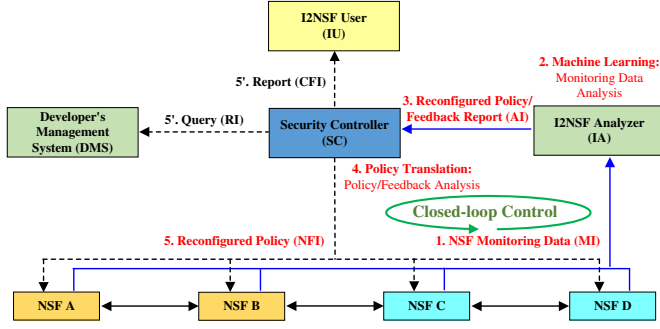 I2NSF User
(IU)
2. Machine Learning:
Monitoring Data
Analysis
5'. Report (CFI)
3. Reconfigured Policy/
Feedback Report (AI)
Developer's
Management
System (DMS)
5'. Query (RI)
Security Controller
(SC)
I2NSF Analyzer
(IA)
4. Policy Translation:
Policy/Feedback Analysis
Closed-loop Control
5. Reconfigured Policy (NFI)
1. NSF Monitoring Data (MI)
NSF A
NSF B
NSF C
NSF D